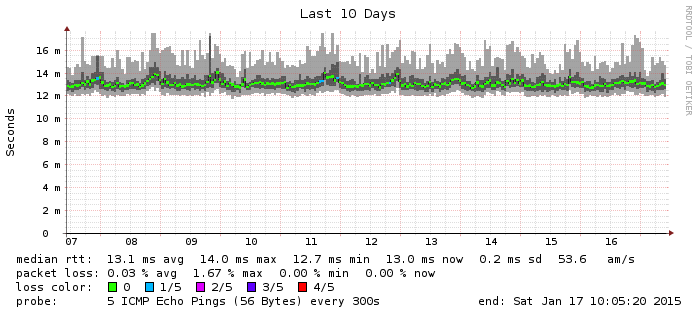 Last 10 Days
RRDTOOL / TOBI OETIKER
Seconds
16 m
14 m
12 m
10 m
8 m
6 m
4 m
2 m
0
07 08 09 10 11 12 13 14 15 16
median rtt: 13.1 ms avg 14.0 ms max 12.7 ms min 13.0 ms now 0.2 ms sd 53.6 am/s
packet loss: 0.03 % avg 1.67 % max 0.00 % min 0.00 % now
loss color: 0 1/5 2/5 3/5 4/5
probe: 5 ICMP Echo Pings (56 Bytes) every 300s end: Sat Jan 17 10:05:20 2015